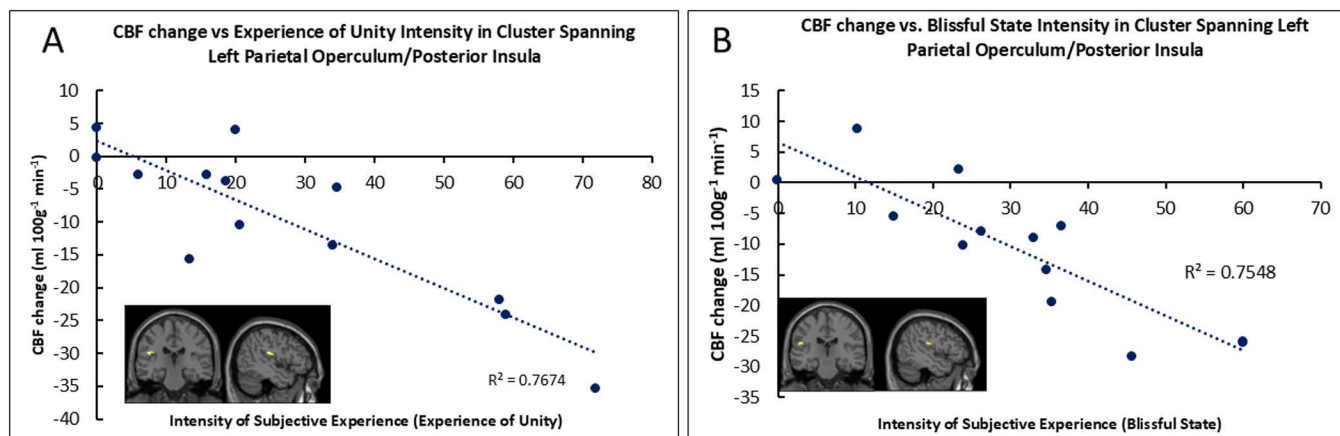 A
CBF change vs Experience of Unity Intensity in Cluster Spanning
Left Parietal Operculum/Posterior Insula
CBF change (ml 100g⁻¹ min⁻¹)
10
5
0
-5
-10
-15
-20
-25
-30
-35
-40
0 10 20 30 40 50 60 70 80
R² = 0.7674
Intensity of Subjective Experience (Experience of Unity)
B
CBF change vs. Blissful State Intensity in Cluster Spanning Left
Parietal Operculum/Posterior Insula
CBF change (ml 100g⁻¹ min⁻¹)
15
10
5
0
-5
-10
-15
-20
-25
-30
-35
0 10 20 30 40 50 60 70
R² = 0.7548
Intensity of Subjective Experience (Blissful State)